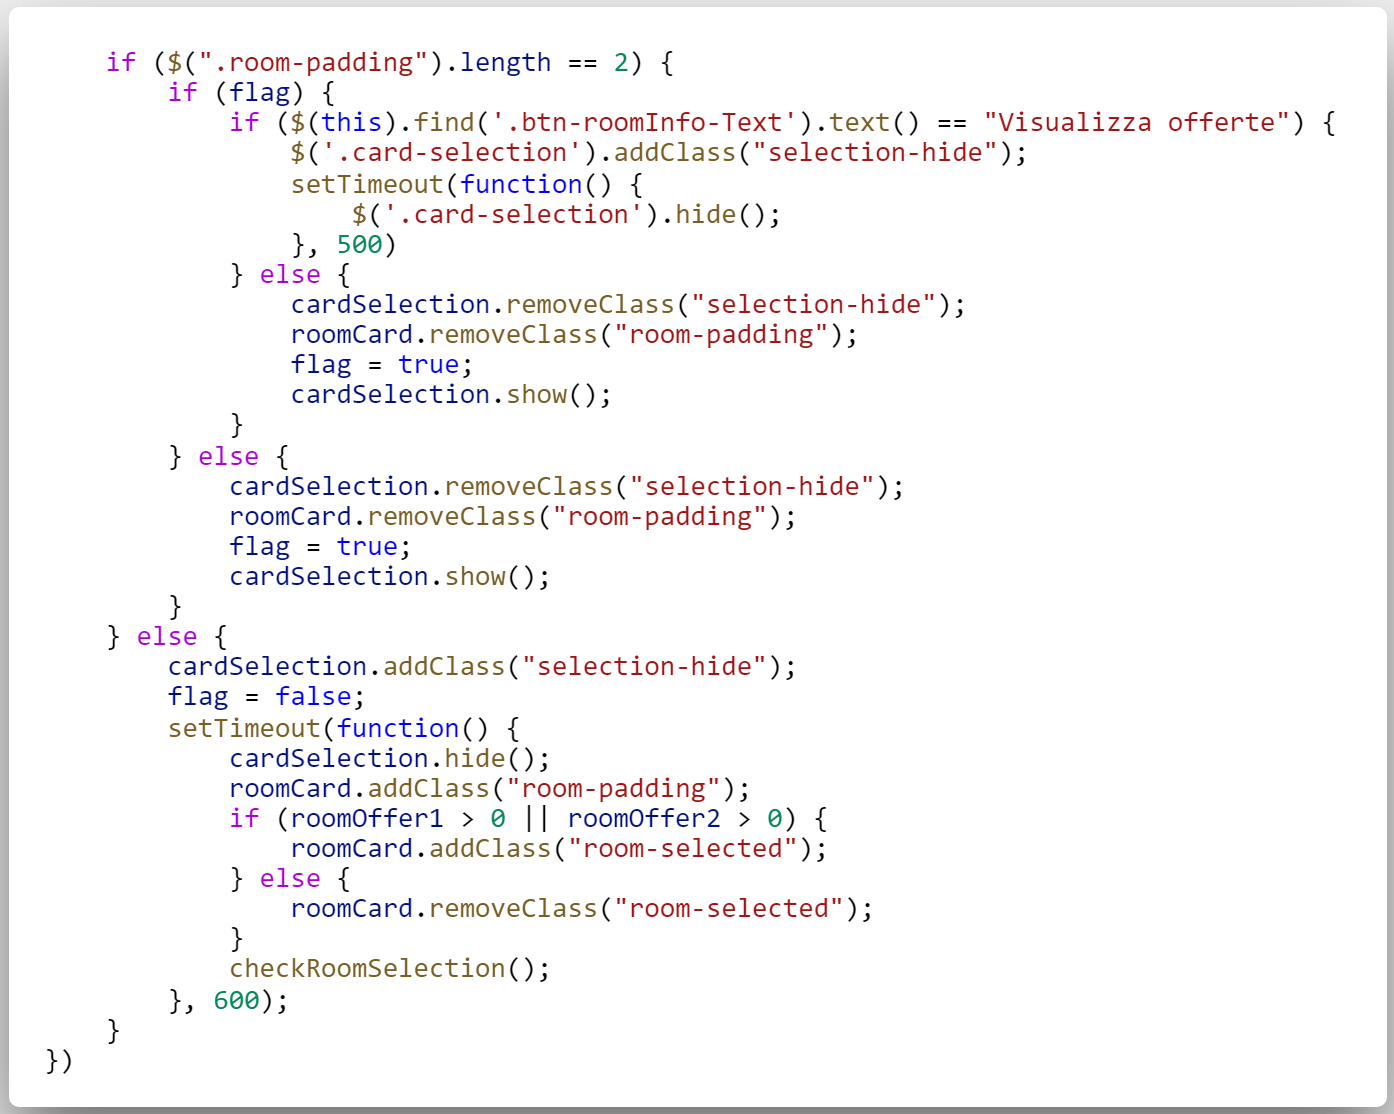 if ($(".room-padding").length == 2) {
if (flag) {
if ($(this).find('.btn-roomInfo-Text').text() == "Visualizza offerte") {
$('.card-selection').addClass("selection-hide");
setTimeout(function() {
$('.card-selection').hide();
}, 500)
} else {
cardSelection.removeClass("selection-hide");
roomCard.removeClass("room-padding");
flag = true;
cardSelection.show();
}
} else {
cardSelection.removeClass("selection-hide");
roomCard.removeClass("room-padding");
flag = true;
cardSelection.show();
}
} else {
cardSelection.addClass("selection-hide");
flag = false;
setTimeout(function() {
cardSelection.hide();
roomCard.addClass("room-padding");
if (roomOffer1 > 0 || roomOffer2 > 0) {
roomCard.addClass("room-selected");
} else {
roomCard.removeClass("room-selected");
}
checkRoomSelection();
}, 600);
}
})